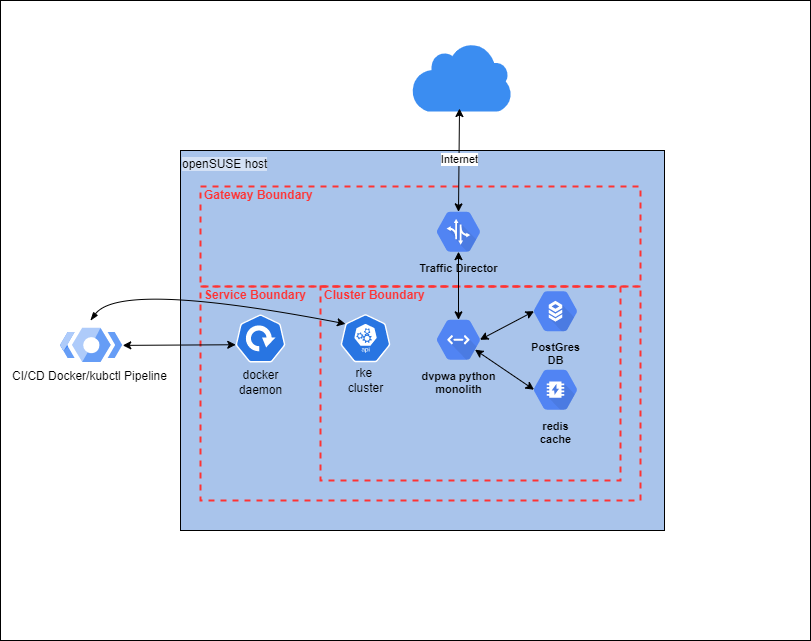 Internet
openSUSE host
Gateway Boundary
Traffic Director
Service Boundary
Cluster Boundary
CI/CD Docker/kubctl Pipeline
docker
daemon
api
rke
cluster
dvpwa python
monolith
PostGres
DB
redis
cache